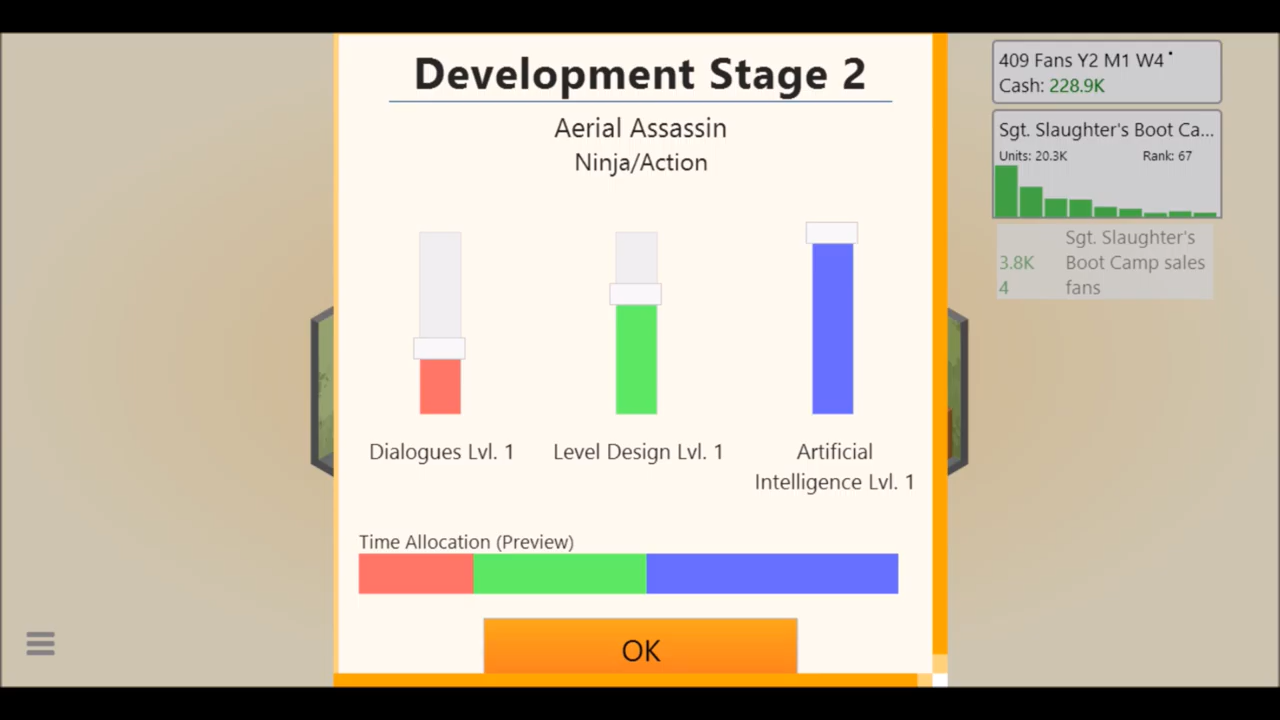 Development Stage 2
Aerial Assassin
Ninja/Action
Dialogues Lvl. 1
Level Design Lvl. 1
Artificial
Intelligence Lvl. 1
Time Allocation (Preview)
OK
409 Fans Y2 M1 W4
Cash: 228.9K
Sgt. Slaughter's Boot Ca...
Units: 20.3K Rank: 67
Sgt. Slaughter's
3.8K Boot Camp sales
4 fans